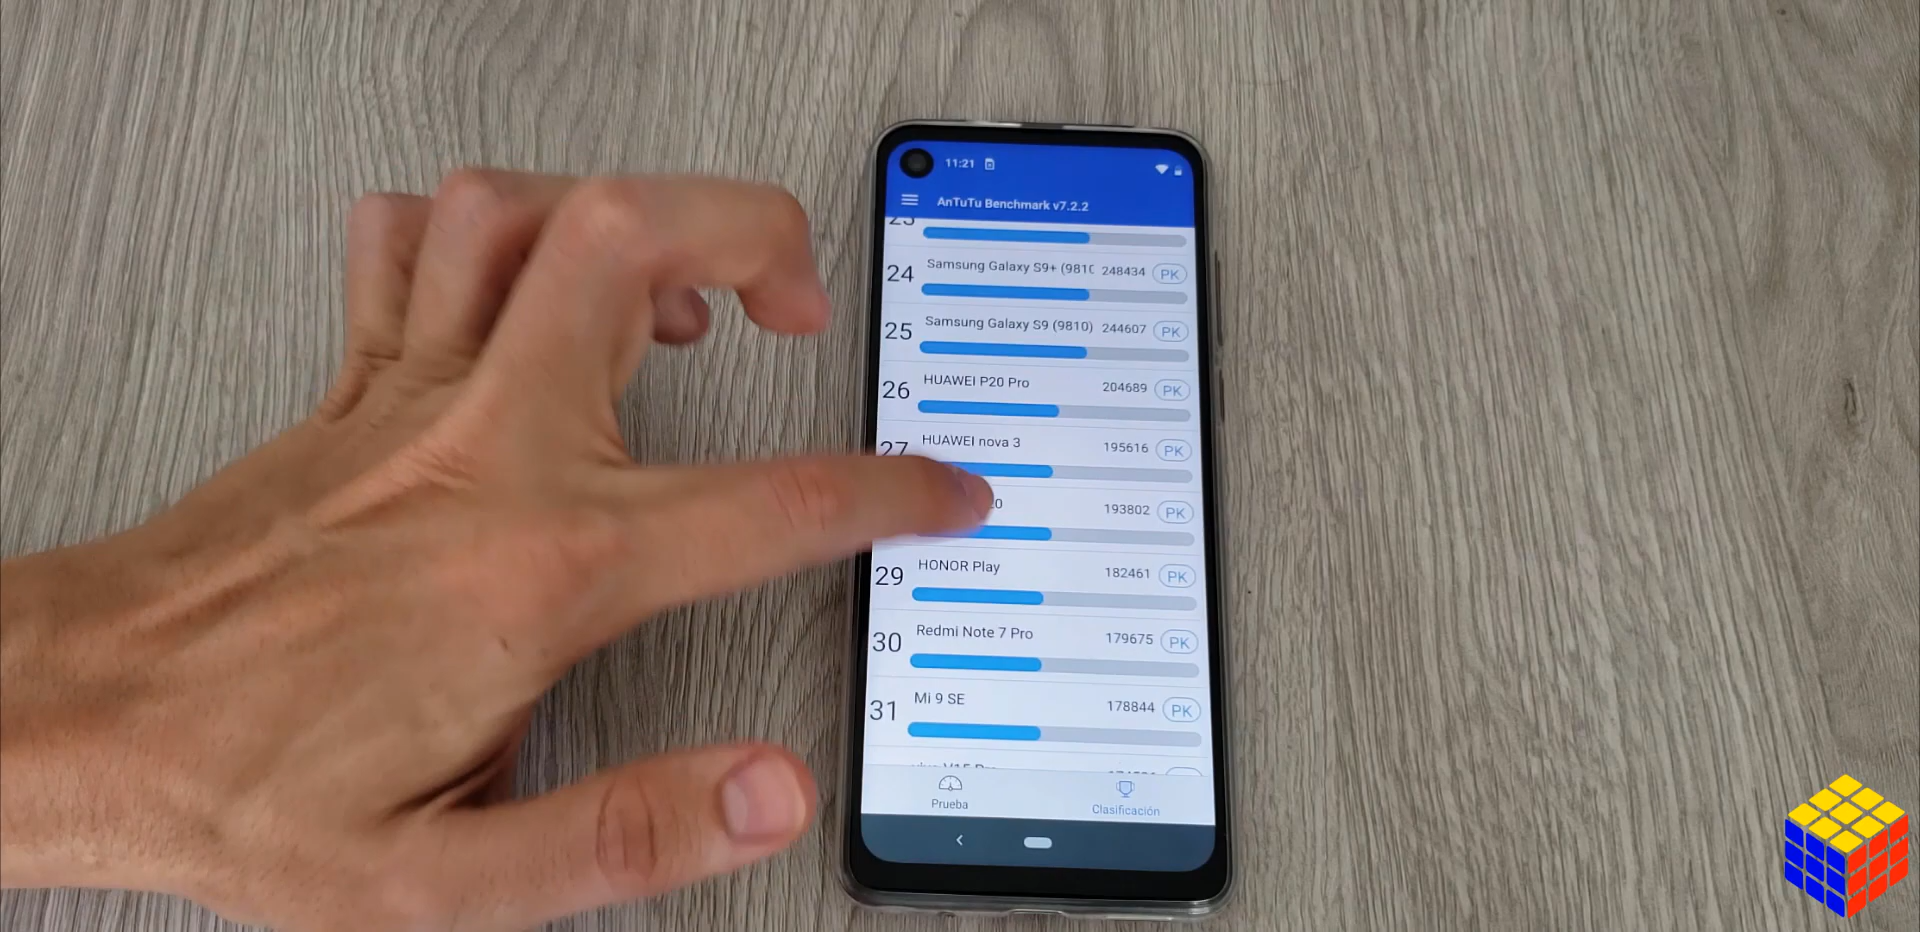 11:21
AnTuTu Benchmark v7.2.2
24 Samsung Galaxy S9+ (9810 248434 PK
25 Samsung Galaxy S9 (9810) 244607 PK
26 HUAWEI P20 Pro 204689 PK
27 HUAWEI nova 3 195616 PK
193802 PK
29 HONOR Play 182461 PK
30 Redmi Note 7 Pro 179675 PK
31 Mi 9 SE 178844 PK
Prueba
Clasificación